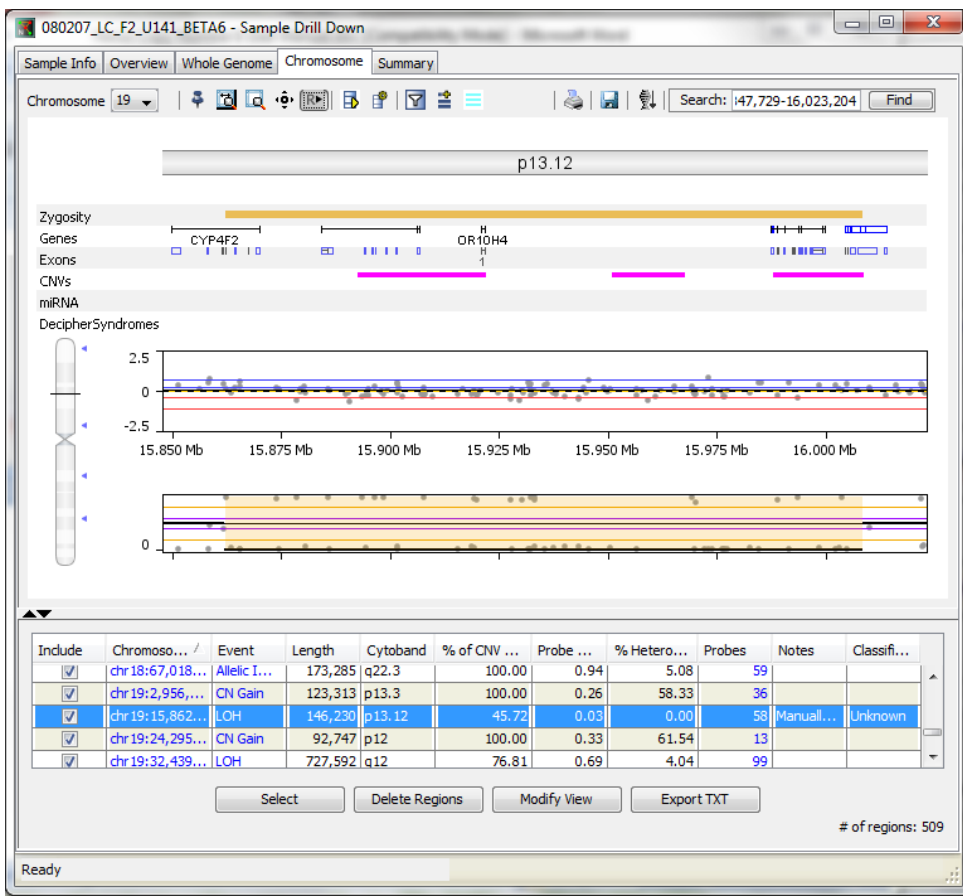 080207_LC_F2_U141_BETA6 - Sample Drill Down
Sample Info Overview Whole Genome Chromosome Summary
Chromosome 19 Search: :47,729-16,023,204 Find
p13.12
Zygosity
Genes CYP4F2 OR10H4
Exons 1
CNVs
miRNA
DecipherSyndromes
2.5
0
-2.5
15.850 Mb 15.875 Mb 15.900 Mb 15.925 Mb 15.950 Mb 15.975 Mb 16.000 Mb
0
Include Chromoso... Event Length Cytoband % of CNV ... Probe ... % Hetero... Probes Notes Classifi...
chr18:67,018... Allelic I... 173,285 q22.3 100.00 0.94 5.08 59
chr19:2,956,... CN Gain 123,313 p13.3 100.00 0.26 58.33 36
chr19:15,862... LOH 146,230 p13.12 45.72 0.03 0.00 58 Manuall... Unknown
chr19:24,295... CN Gain 92,747 p12 100.00 0.33 61.54 13
chr19:32,439... LOH 727,592 q12 76.81 0.69 4.04 99
Select Delete Regions Modify View Export TXT
# of regions: 509
Ready